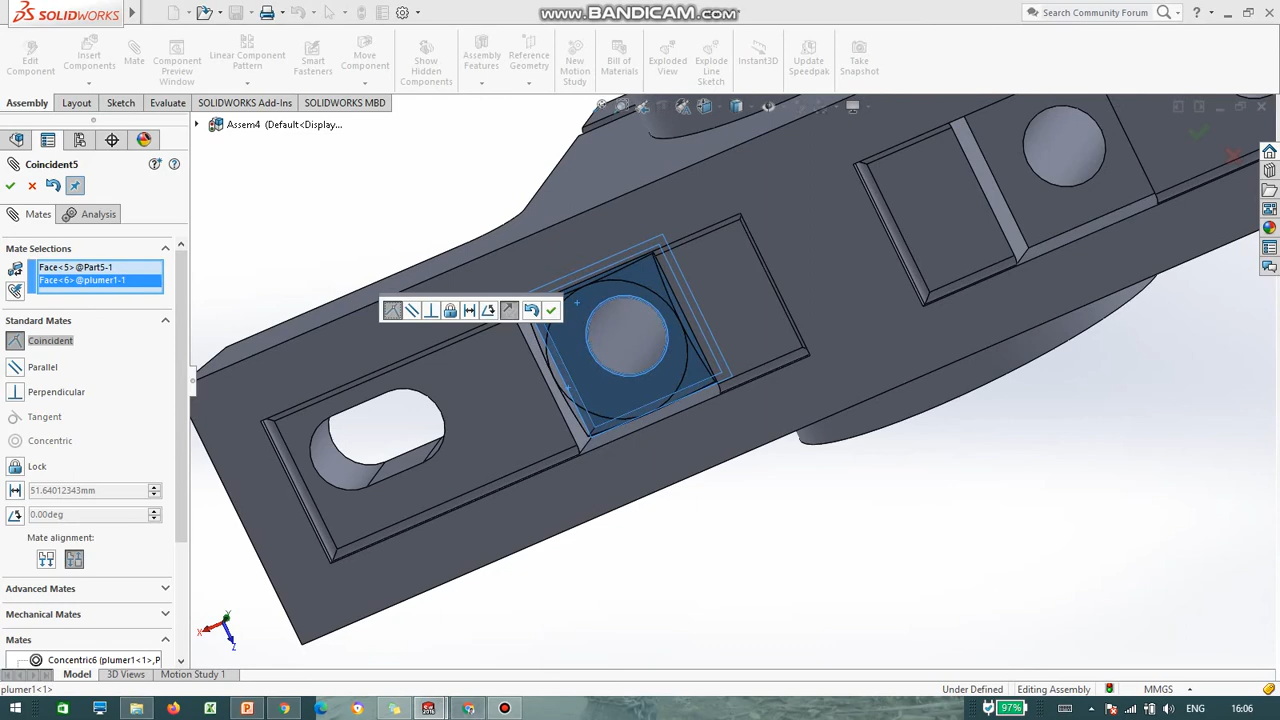 SOLIDWORKS
www.BANDICAM.com
Search Community Forum
Edit Component
Insert Components
Mate
Component Preview Window
Linear Component Pattern
Smart Fasteners
Move Component
Show Hidden Components
Assembly Features
Reference Geometry
New Motion Study
Bill of Materials
Exploded View
Explode Line Sketch
Instant3D
Update Speedpak
Take Snapshot
Assembly
Layout
Sketch
Evaluate
SOLIDWORKS Add-Ins
SOLIDWORKS MBD
Assem4 (Default<Display...
Coincident5
Mates
Analysis
Mate Selections
Face<5> @Part5-1
Face<6> @plumer1-1
Standard Mates
Coincident
Parallel
Perpendicular
Tangent
Concentric
Lock
51.64012343mm
0.00deg
Mate alignment:
Advanced Mates
Mechanical Mates
Mates
Concentric6 (plumer1<1>,P
Y
X
Z
Model
3D Views
Motion Study 1
plumer1<1>
Under Defined
Editing Assembly
MMGS
97%
ENG
16:06